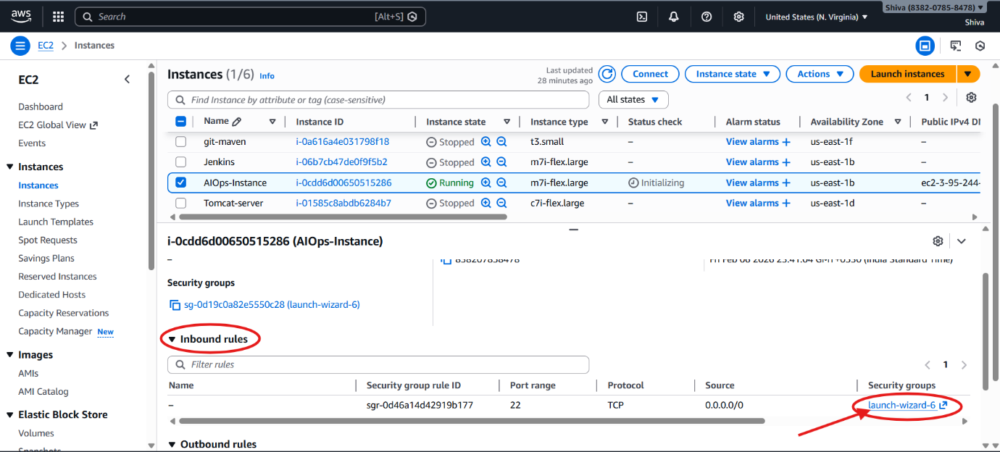 aws
Search [Alt+S]
United States (N. Virginia)
Shiva (8382-0785-8478)
Shiva
EC2 Instances
EC2
Dashboard
EC2 Global View
Events
Instances
Instances
Instance Types
Launch Templates
Spot Requests
Savings Plans
Reserved Instances
Dedicated Hosts
Capacity Reservations
Capacity Manager New
Images
AMIs
AMI Catalog
Elastic Block Store
Volumes
Snapshots
Instances (1/6) Info
Last updated
28 minutes ago
Connect Instance state Actions Launch instances
Find Instance by attribute or tag (case-sensitive) All states 1
Name Instance ID Instance state Instance type Status check Alarm status Availability Zone Public IPv4 DN
git-maven i-0a616a4e031798f18 Stopped t3.small – View alarms + us-east-1f –
Jenkins i-06b7cb47de0f9f5b2 Stopped m7i-flex.large – View alarms + us-east-1b –
AIOps-Instance i-0cdd6d00650515286 Running m7i-flex.large Initializing View alarms + us-east-1b ec2-3-95-244-
Tomcat-server i-01585c8abdb6284b7 Stopped c7i-flex.large – View alarms + us-east-1d –
i-0cdd6d00650515286 (AIOps-Instance)
– 838207858478 Fri Feb 06 2026 23:41:04 GMT+0530 (India Standard Time)
Security groups
sg-0d19c0a82e5550c28 (launch-wizard-6)
Inbound rules
Filter rules 1
Name Security group rule ID Port range Protocol Source Security groups
– sgr-0d46a14d42919b177 22 TCP 0.0.0.0/0 launch-wizard-6
Outbound rules